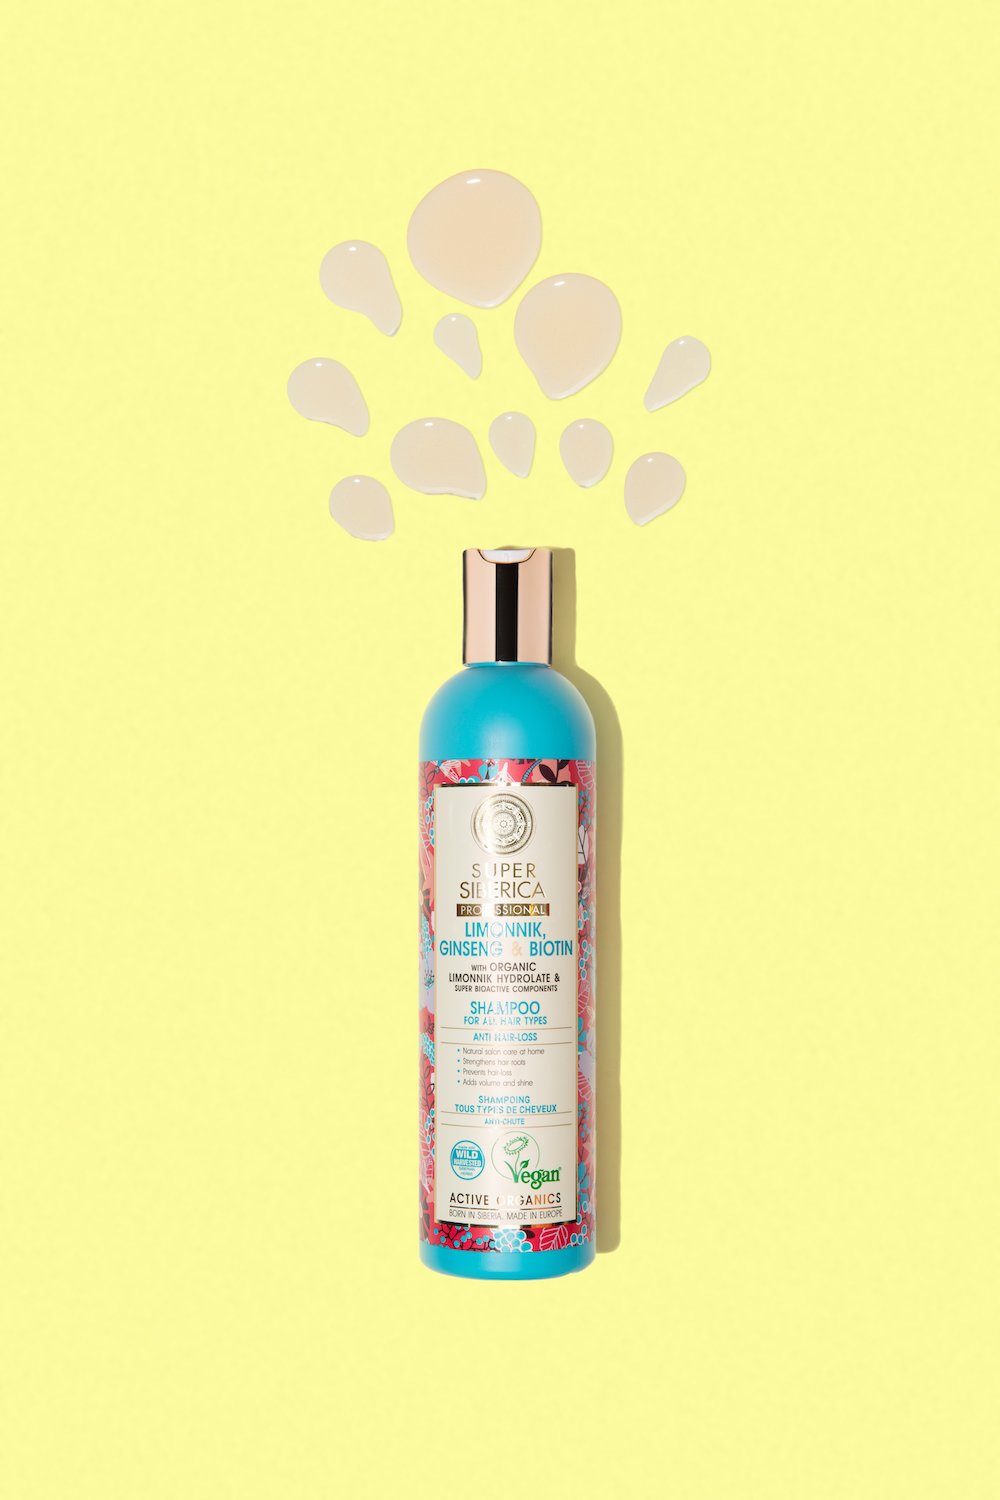 SUPER
SIBERICA
PROFESSIONAL
LIMONNIK,
GINSENG & BIOTIN
WITH ORGANIC
LIMONNIK HYDROLATE &
SUPER BIOACTIVE COMPONENTS
SHAMPOO
FOR ALL HAIR TYPES
ANTI HAIR-LOSS
• Natural salon care at home
• Strengthens hair roots
• Prevents hair-loss
• Adds volume and shine
SHAMPOING
TOUS TYPES DE CHEVEUX
ANTI-CHUTE
WILD
HARVESTED
Vegan
ACTIVE ORGANICS
BORN IN SIBERIA, MADE IN EUROPE